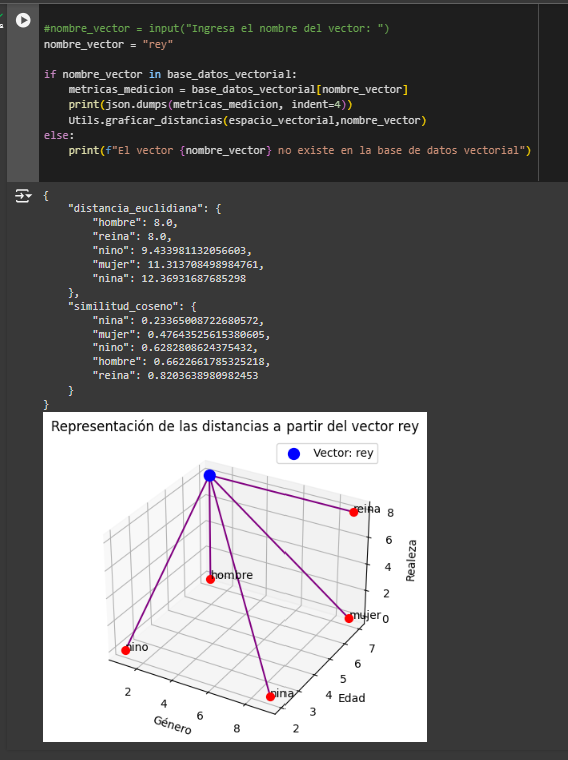 #nombre_vector = input("Ingresa el nombre del vector: ")
nombre_vector = "rey"
if nombre_vector in base_datos_vectorial:
    metricas_medicion = base_datos_vectorial[nombre_vector]
    print(json.dumps(metricas_medicion, indent=4))
    Utils.graficar_distancias(espacio_vectorial,nombre_vector)
else:
    print(f"El vector {nombre_vector} no existe en la base de datos vectorial")
{
    "distancia_euclidiana": {
        "hombre": 8.0,
        "reina": 8.0,
        "nino": 9.433981132056603,
        "mujer": 11.313708498984761,
        "nina": 12.36931687685298
    },
    "similitud_coseno": {
        "nina": 0.23365008722680572,
        "mujer": 0.47643525615380605,
        "nino": 0.6282808624375432,
        "hombre": 0.6622661785325218,
        "reina": 0.8203638980982453
    }
}
Representación de las distancias a partir del vector rey
Vector: rey
reina
8
6
Realeza
hombre
4
2
mujer
0
nino
7
6
5
nina
4
Edad
2
3
4
2
6
Género
8